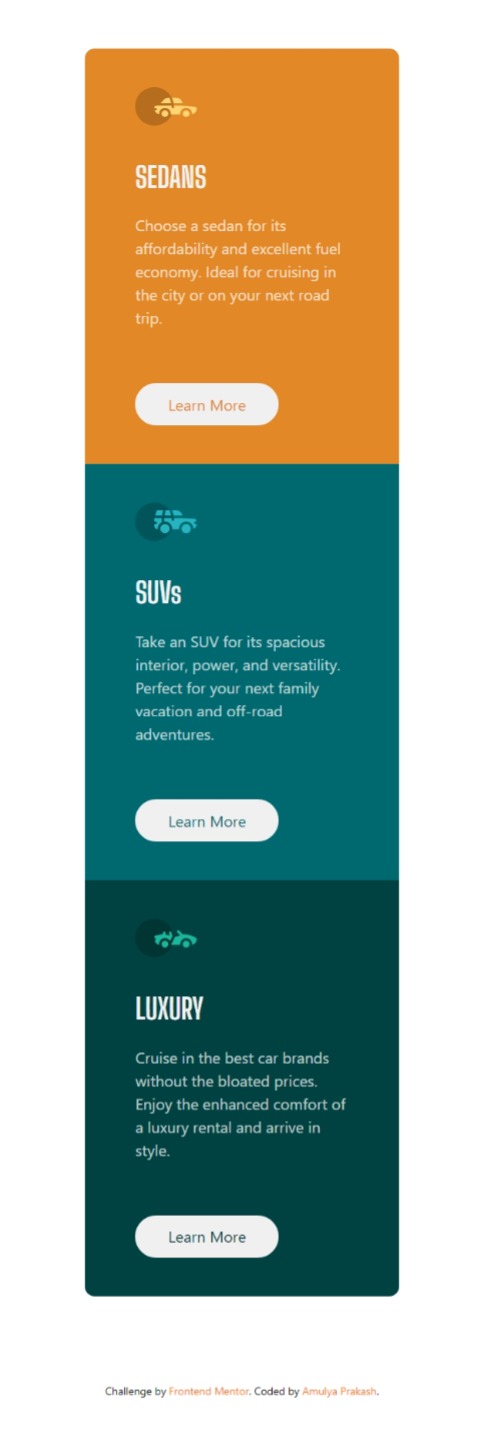 SEDANS
Choose a sedan for its
affordability and excellent fuel
economy. Ideal for cruising in
the city or on your next road
trip.
Learn More
SUVs
Take an SUV for its spacious
interior, power, and versatility.
Perfect for your next family
vacation and off-road
adventures.
Learn More
LUXURY
Cruise in the best car brands
without the bloated prices.
Enjoy the enhanced comfort of
a luxury rental and arrive in
style.
Learn More
Challenge by Frontend Mentor. Coded by Amulya Prakash.